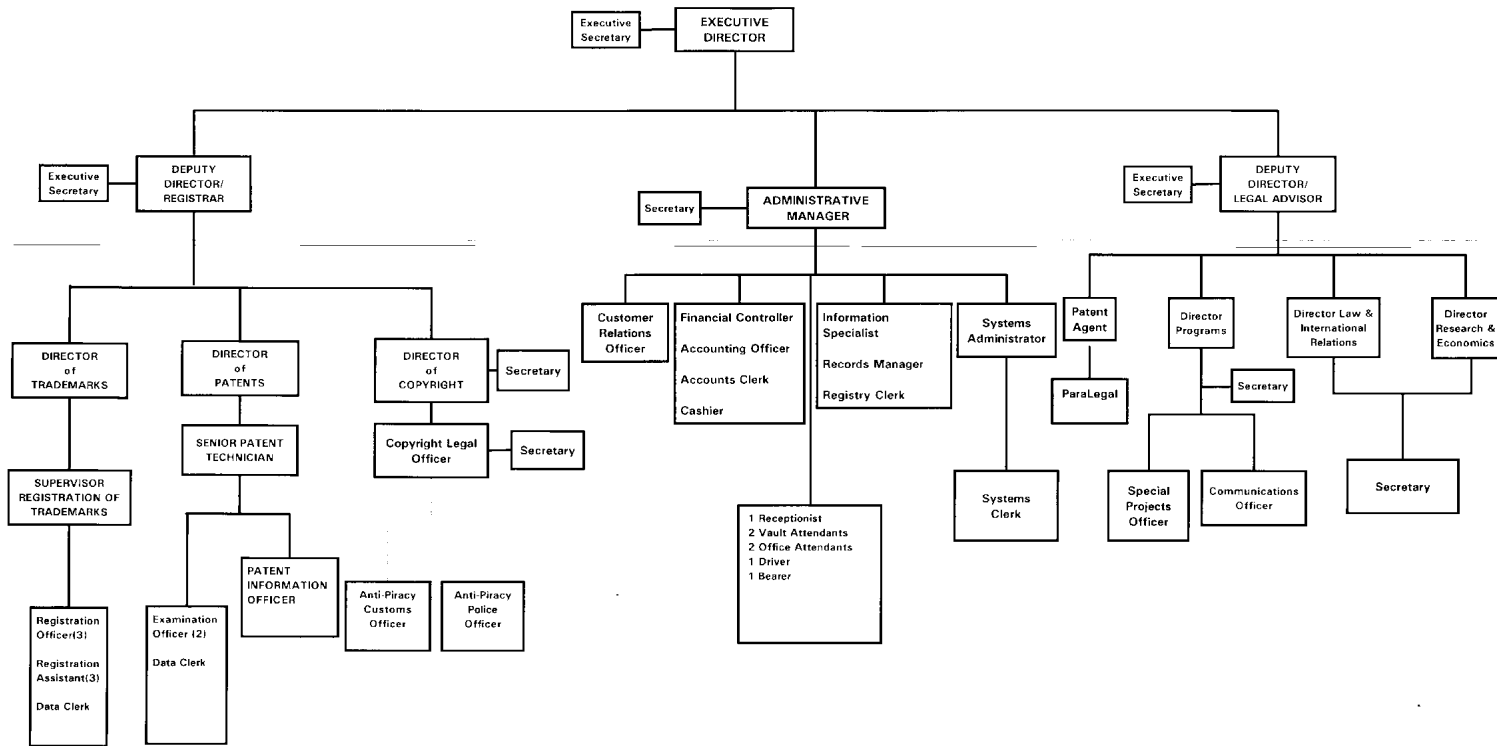 Executive
Secretary
EXECUTIVE
DIRECTOR
Executive
Secretary
DEPUTY
DIRECTOR/
REGISTRAR
Secretary
ADMINISTRATIVE
MANAGER
Executive
Secretary
DEPUTY
DIRECTOR/
LEGAL ADVISOR
DIRECTOR
of
TRADEMARKS
DIRECTOR
of
PATENTS
DIRECTOR
of
COPYRIGHT
Secretary
Customer
Relations
Officer
Financial Controller
Accounting Officer
Accounts Clerk
Cashier
Information
Specialist
Records Manager
Registry Clerk
Systems
Administrator
Patent
Agent
Director
Programs
Director Law &
International
Relations
Director
Research &
Economics
ParaLegal
Secretary
SENIOR PATENT
TECHNICIAN
Copyright Legal
Officer
Secretary
SUPERVISOR
REGISTRATION OF
TRADEMARKS
Systems
Clerk
Special
Projects
Officer
Communications
Officer
Secretary
1 Receptionist
2 Vault Attendants
2 Office Attendants
1 Driver
1 Bearer
PATENT
INFORMATION
OFFICER
Anti-Piracy
Customs
Officer
Anti-Piracy
Police
Officer
Registration
Officer(3)
Registration
Assistant(3)
Data Clerk
Examination
Officer (2)
Data Clerk